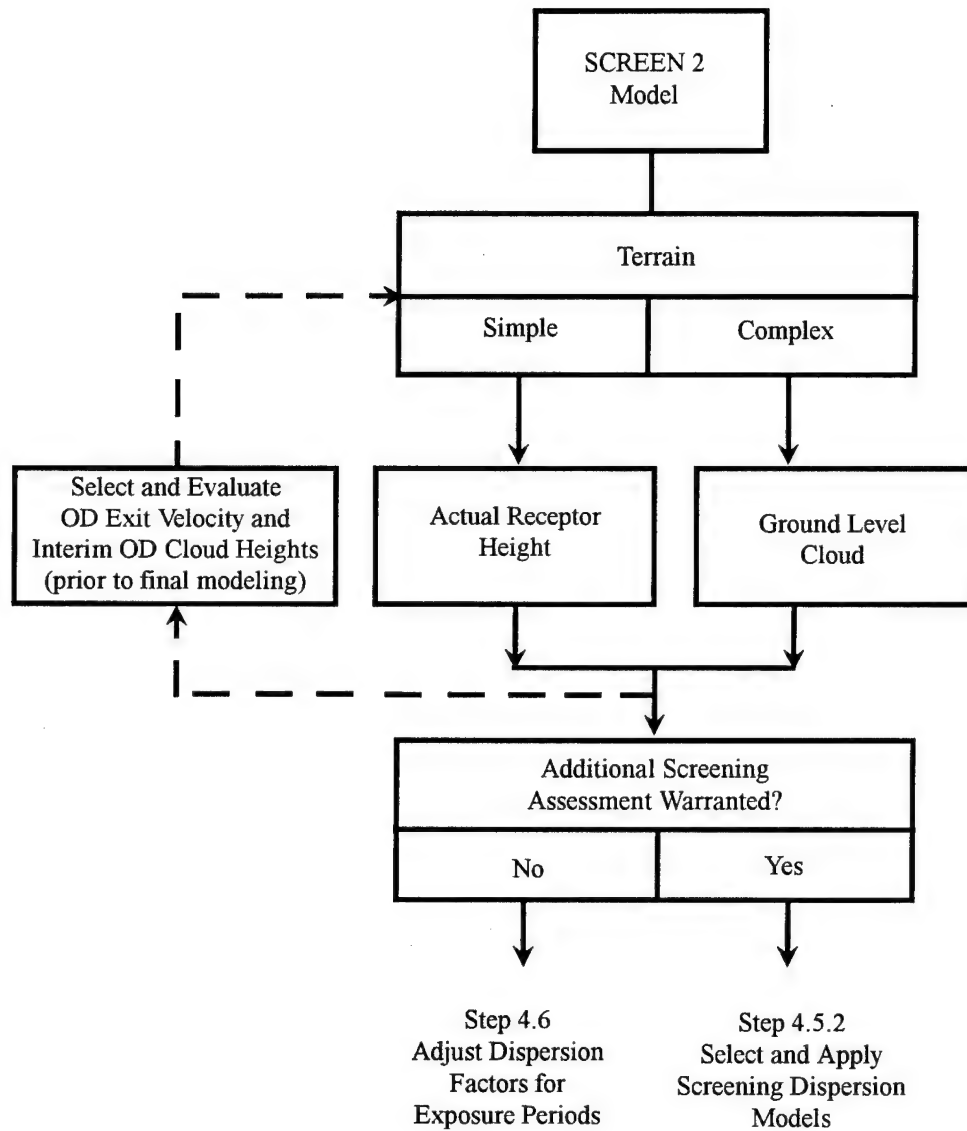 SCREEN 2
Model
Terrain
Simple
Complex
Select and Evaluate
OD Exit Velocity and
Interim OD Cloud Heights
(prior to final modeling)
Actual Receptor
Height
Ground Level
Cloud
Additional Screening
Assessment Warranted?
No
Yes
Step 4.6
Adjust Dispersion
Factors for
Exposure Periods
Step 4.5.2
Select and Apply
Screening Dispersion
Models